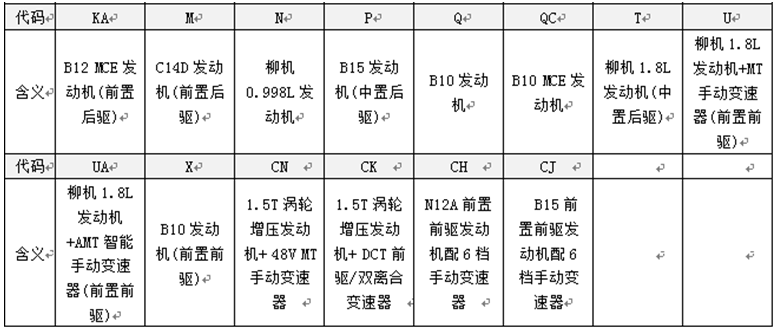 代码 KA M N P Q QC T U
含义 B12 MCE 发动机(前置后驱) C14D 发动机(前置后驱) 柳机 0.998L 发动机 B15 发动机(中置后驱) B10 发动机 B10 MCE 发动机 柳机 1.8L 发动机(中置后驱) 柳机 1.8L 发动机+MT 手动变速器(前置前驱)
代码 UA X CN CK CH CJ
含义 柳机 1.8L 发动机+AMT 智能手动变速器(前置前驱) B10 发动机(前置前驱) 1.5T 涡轮增压发动机+ 48V MT 手动变速器 1.5T 涡轮增压发动机+ DCT 前驱/双离合变速器 N12A 前置前驱发动机配 6 档手动变速器 B15 前置前驱发动机配 6 档手动变速器